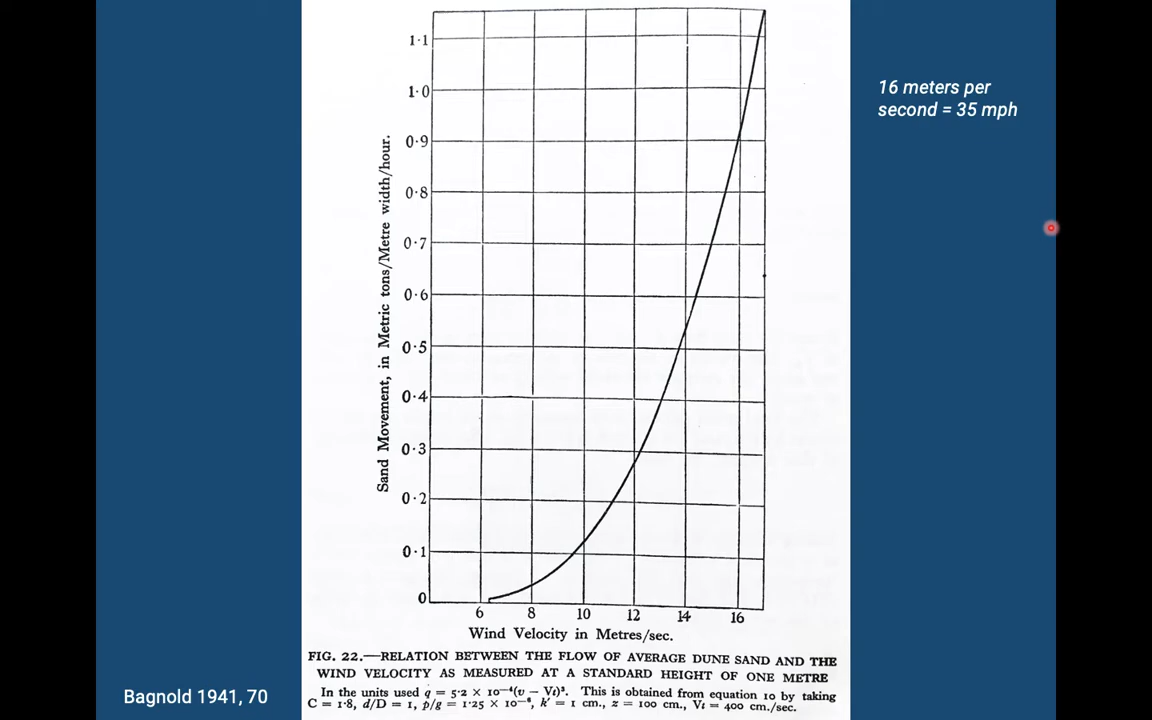 1·1
1·0
0·9
0·8
0·7
0·6
0·5
0·4
0·3
0·2
0·1
0
Sand Movement, in Metric tons/Metre width/hour.
6 8 10 12 14 16
Wind Velocity in Metres/sec.
FIG. 22.—RELATION BETWEEN THE FLOW OF AVERAGE DUNE SAND AND THE
WIND VELOCITY AS MEASURED AT A STANDARD HEIGHT OF ONE METRE
In the units used q = 5·2 × 10⁻⁴(v − Vt)³. This is obtained from equation 10 by taking
C = 1·8, d/D = 1, p/g = 1·25 × 10⁻⁶, k′ = 1 cm., z = 100 cm., Vt = 400 cm./sec.
16 meters per
second = 35 mph
Bagnold 1941, 70